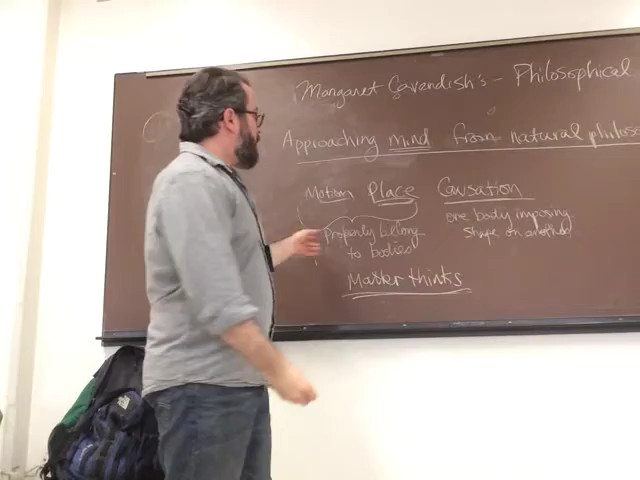 Margaret Cavendish's - Philosophical
Approaching mind from natural philoso
Motion Place Causation
one body imposing
shape on another
Properly belong
to bodies
Matter thinks